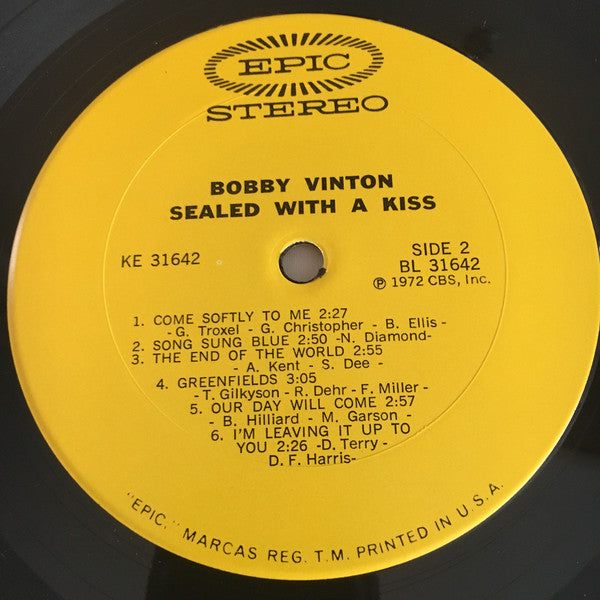 EPIC
STEREO
BOBBY VINTON
SEALED WITH A KISS
KE 31642
SIDE 2
BL 31642
℗ 1972 CBS, Inc.
1. COME SOFTLY TO ME 2:27
-G. Troxel - G. Christopher - B. Ellis-
2. SONG SUNG BLUE 2:50 -N. Diamond-
3. THE END OF THE WORLD 2:55
- A. Kent - S. Dee -
4. GREENFIELDS 3:05
-T. Gilkyson - R. Dehr - F. Miller -
5. OUR DAY WILL COME 2:57
- B. Hilliard - M. Garson -
6. I'M LEAVING IT UP TO
YOU 2:26 -D. Terry -
D. F. Harris-
"EPIC," MARCAS REG. T.M. PRINTED IN U.S.A.